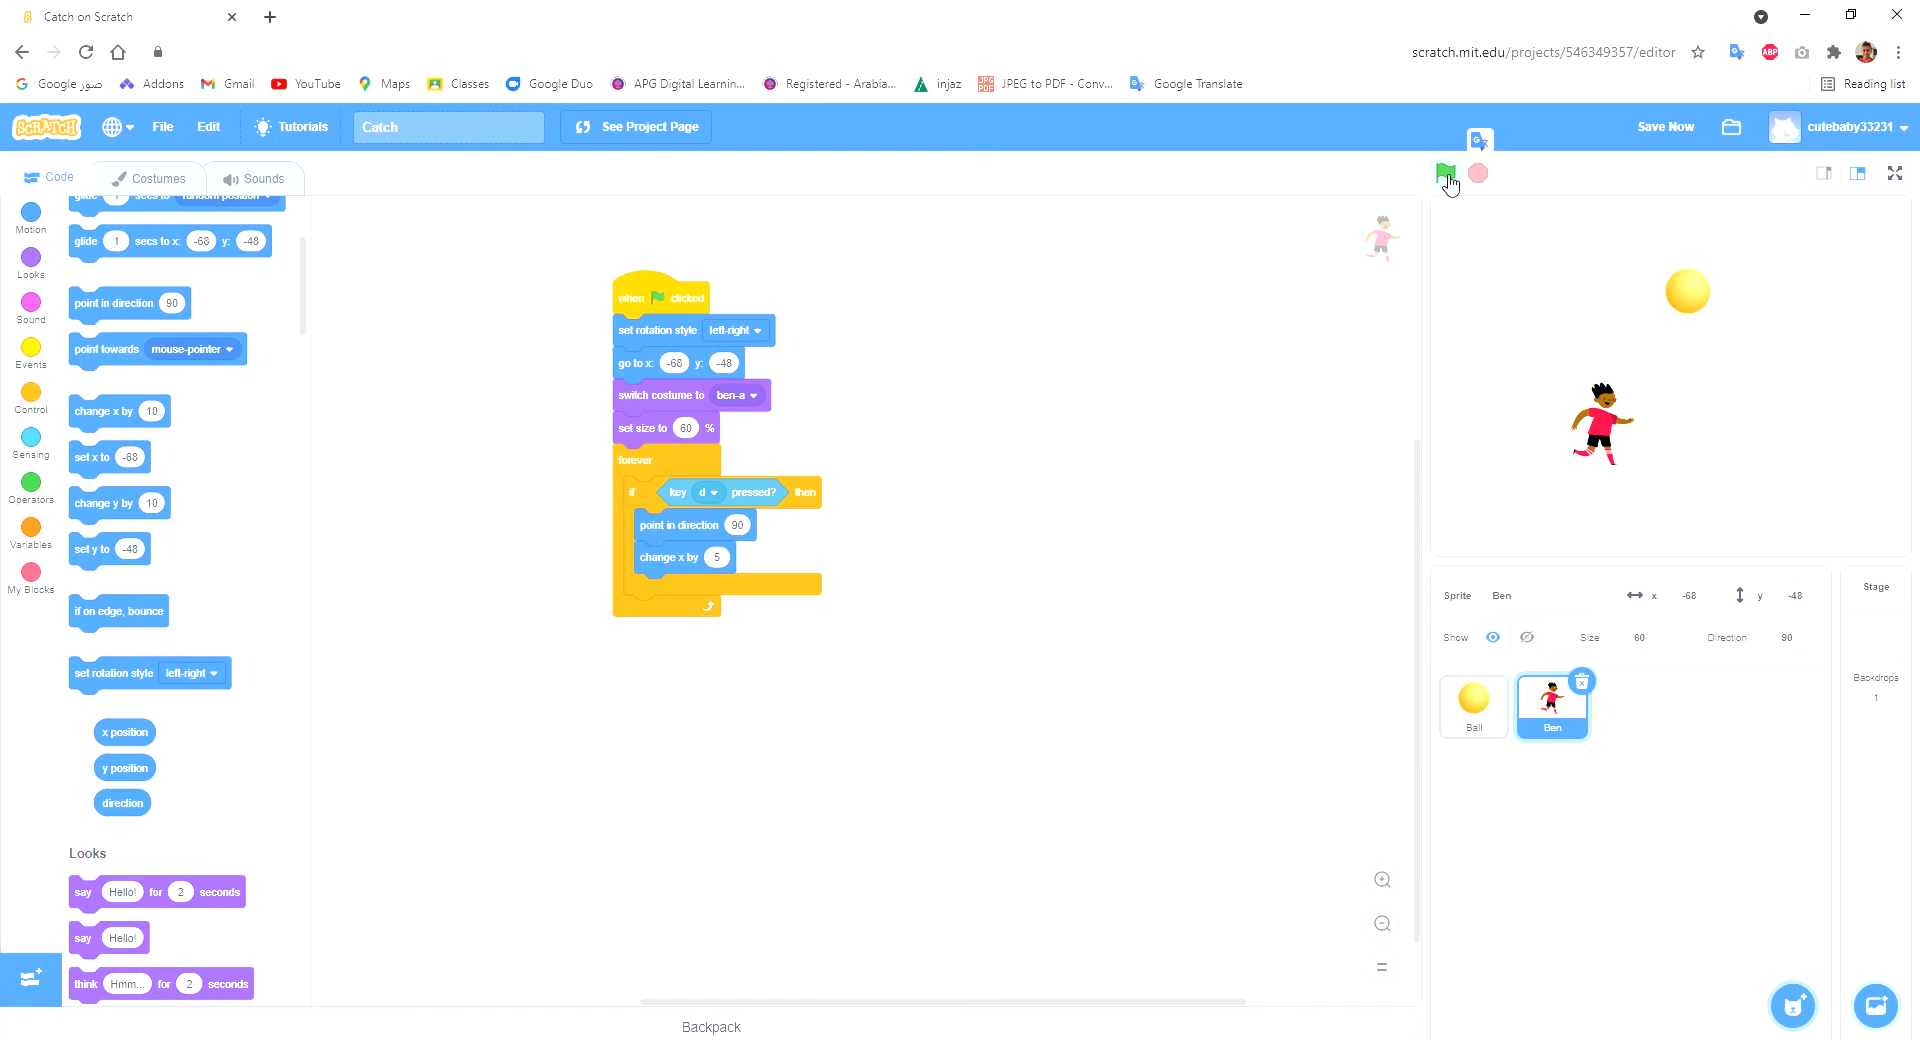 Catch on Scratch
scratch.mit.edu/projects/546349357/editor
ABP
Google صور
Addons
Gmail
YouTube
Maps
Classes
Google Duo
APG Digital Learnin...
Registered - Arabia...
injaz
JPEG to PDF - Conv...
Google Translate
Reading list
SCRATCH
File
Edit
Tutorials
Catch
See Project Page
Save Now
cutebaby33231
Code
Costumes
Sounds
Motion
Looks
Sound
Events
Control
Sensing
Operators
Variables
My Blocks
glide 1 secs to random position
glide 1 secs to x: -68 y: -48
point in direction 90
point towards mouse-pointer
change x by 10
set x to -68
change y by 10
set y to -48
if on edge, bounce
set rotation style left-right
x position
y position
direction
Looks
say Hello! for 2 seconds
say Hello!
think Hmm... for 2 seconds
when clicked
set rotation style left-right
go to x: -68 y: -48
switch costume to ben-a
set size to 60 %
forever
if key d pressed? then
point in direction 90
change x by 5
Backpack
Sprite Ben x -68 y -48
Show Size 60 Direction 90
Ball
Ben
Stage
Backdrops
1